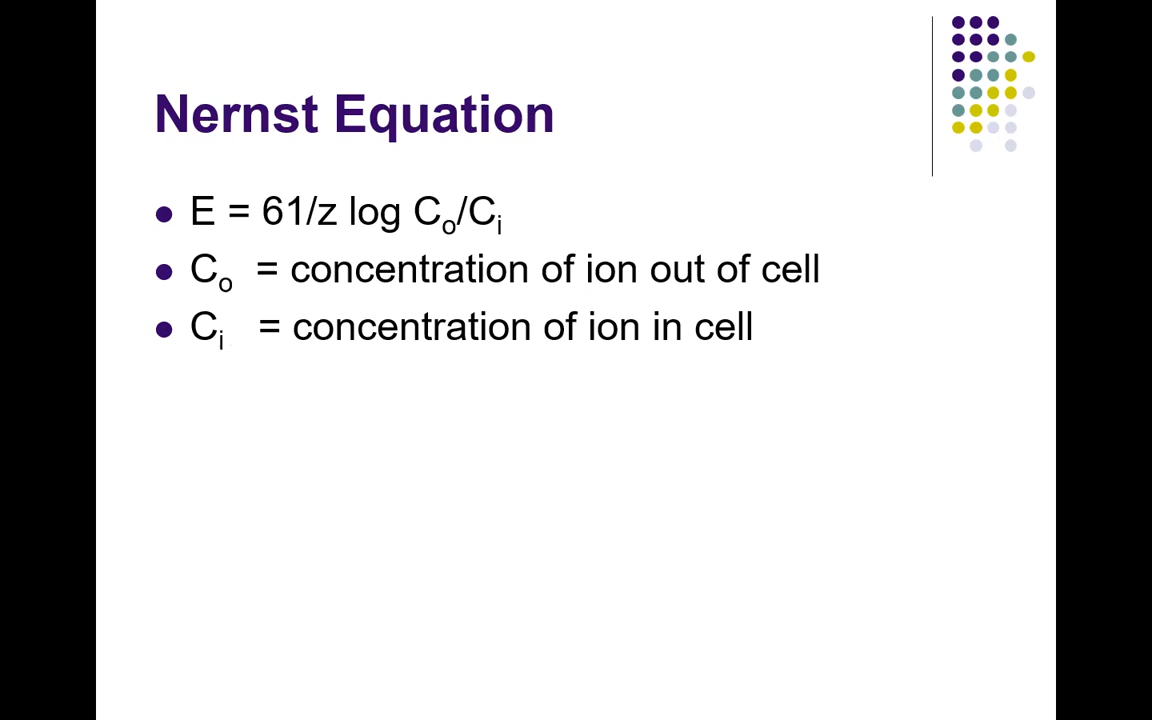 Nernst Equation
● E = 61/z log Cₒ/Cᵢ
● Cₒ = concentration of ion out of cell
● Cᵢ = concentration of ion in cell